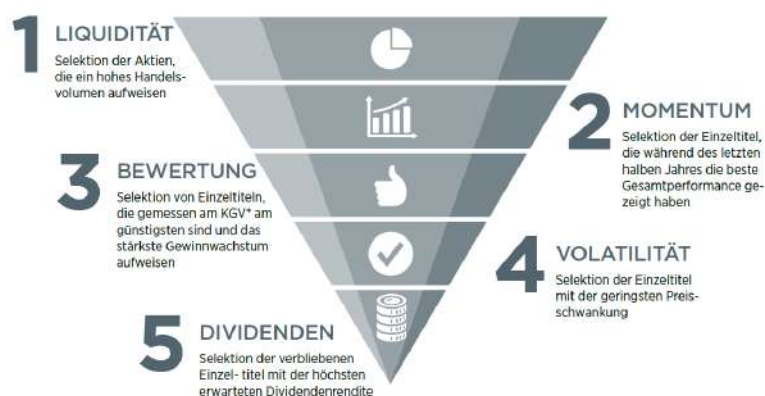 1 LIQUIDITÄT
Selektion der Aktien,
die ein hohes Handels-
volumen aufweisen
2 MOMENTUM
Selektion der Einzeltitel,
die während des letzten
halben Jahres die beste
Gesamtperformance ge-
zeigt haben
3 BEWERTUNG
Selektion von Einzeltiteln,
die gemessen am KGV* am
günstigsten sind und das
stärkste Gewinnwachstum
aufweisen
4 VOLATILITÄT
Selektion der Einzeltitel
mit der geringsten Preis-
schwankung
5 DIVIDENDEN
Selektion der verbliebenen
Einzel- titel mit der höchsten
erwarteten Dividendenrendite